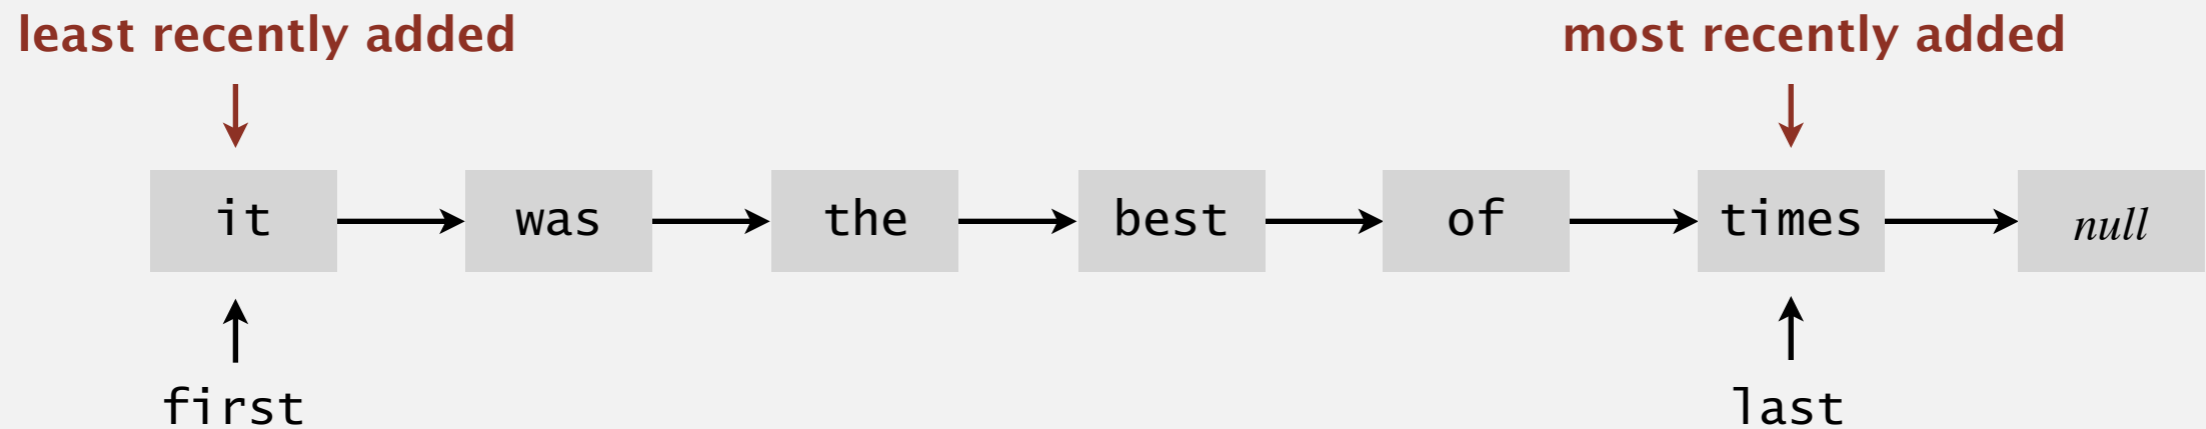 least recently added most recently added
it was the best of times null
first last